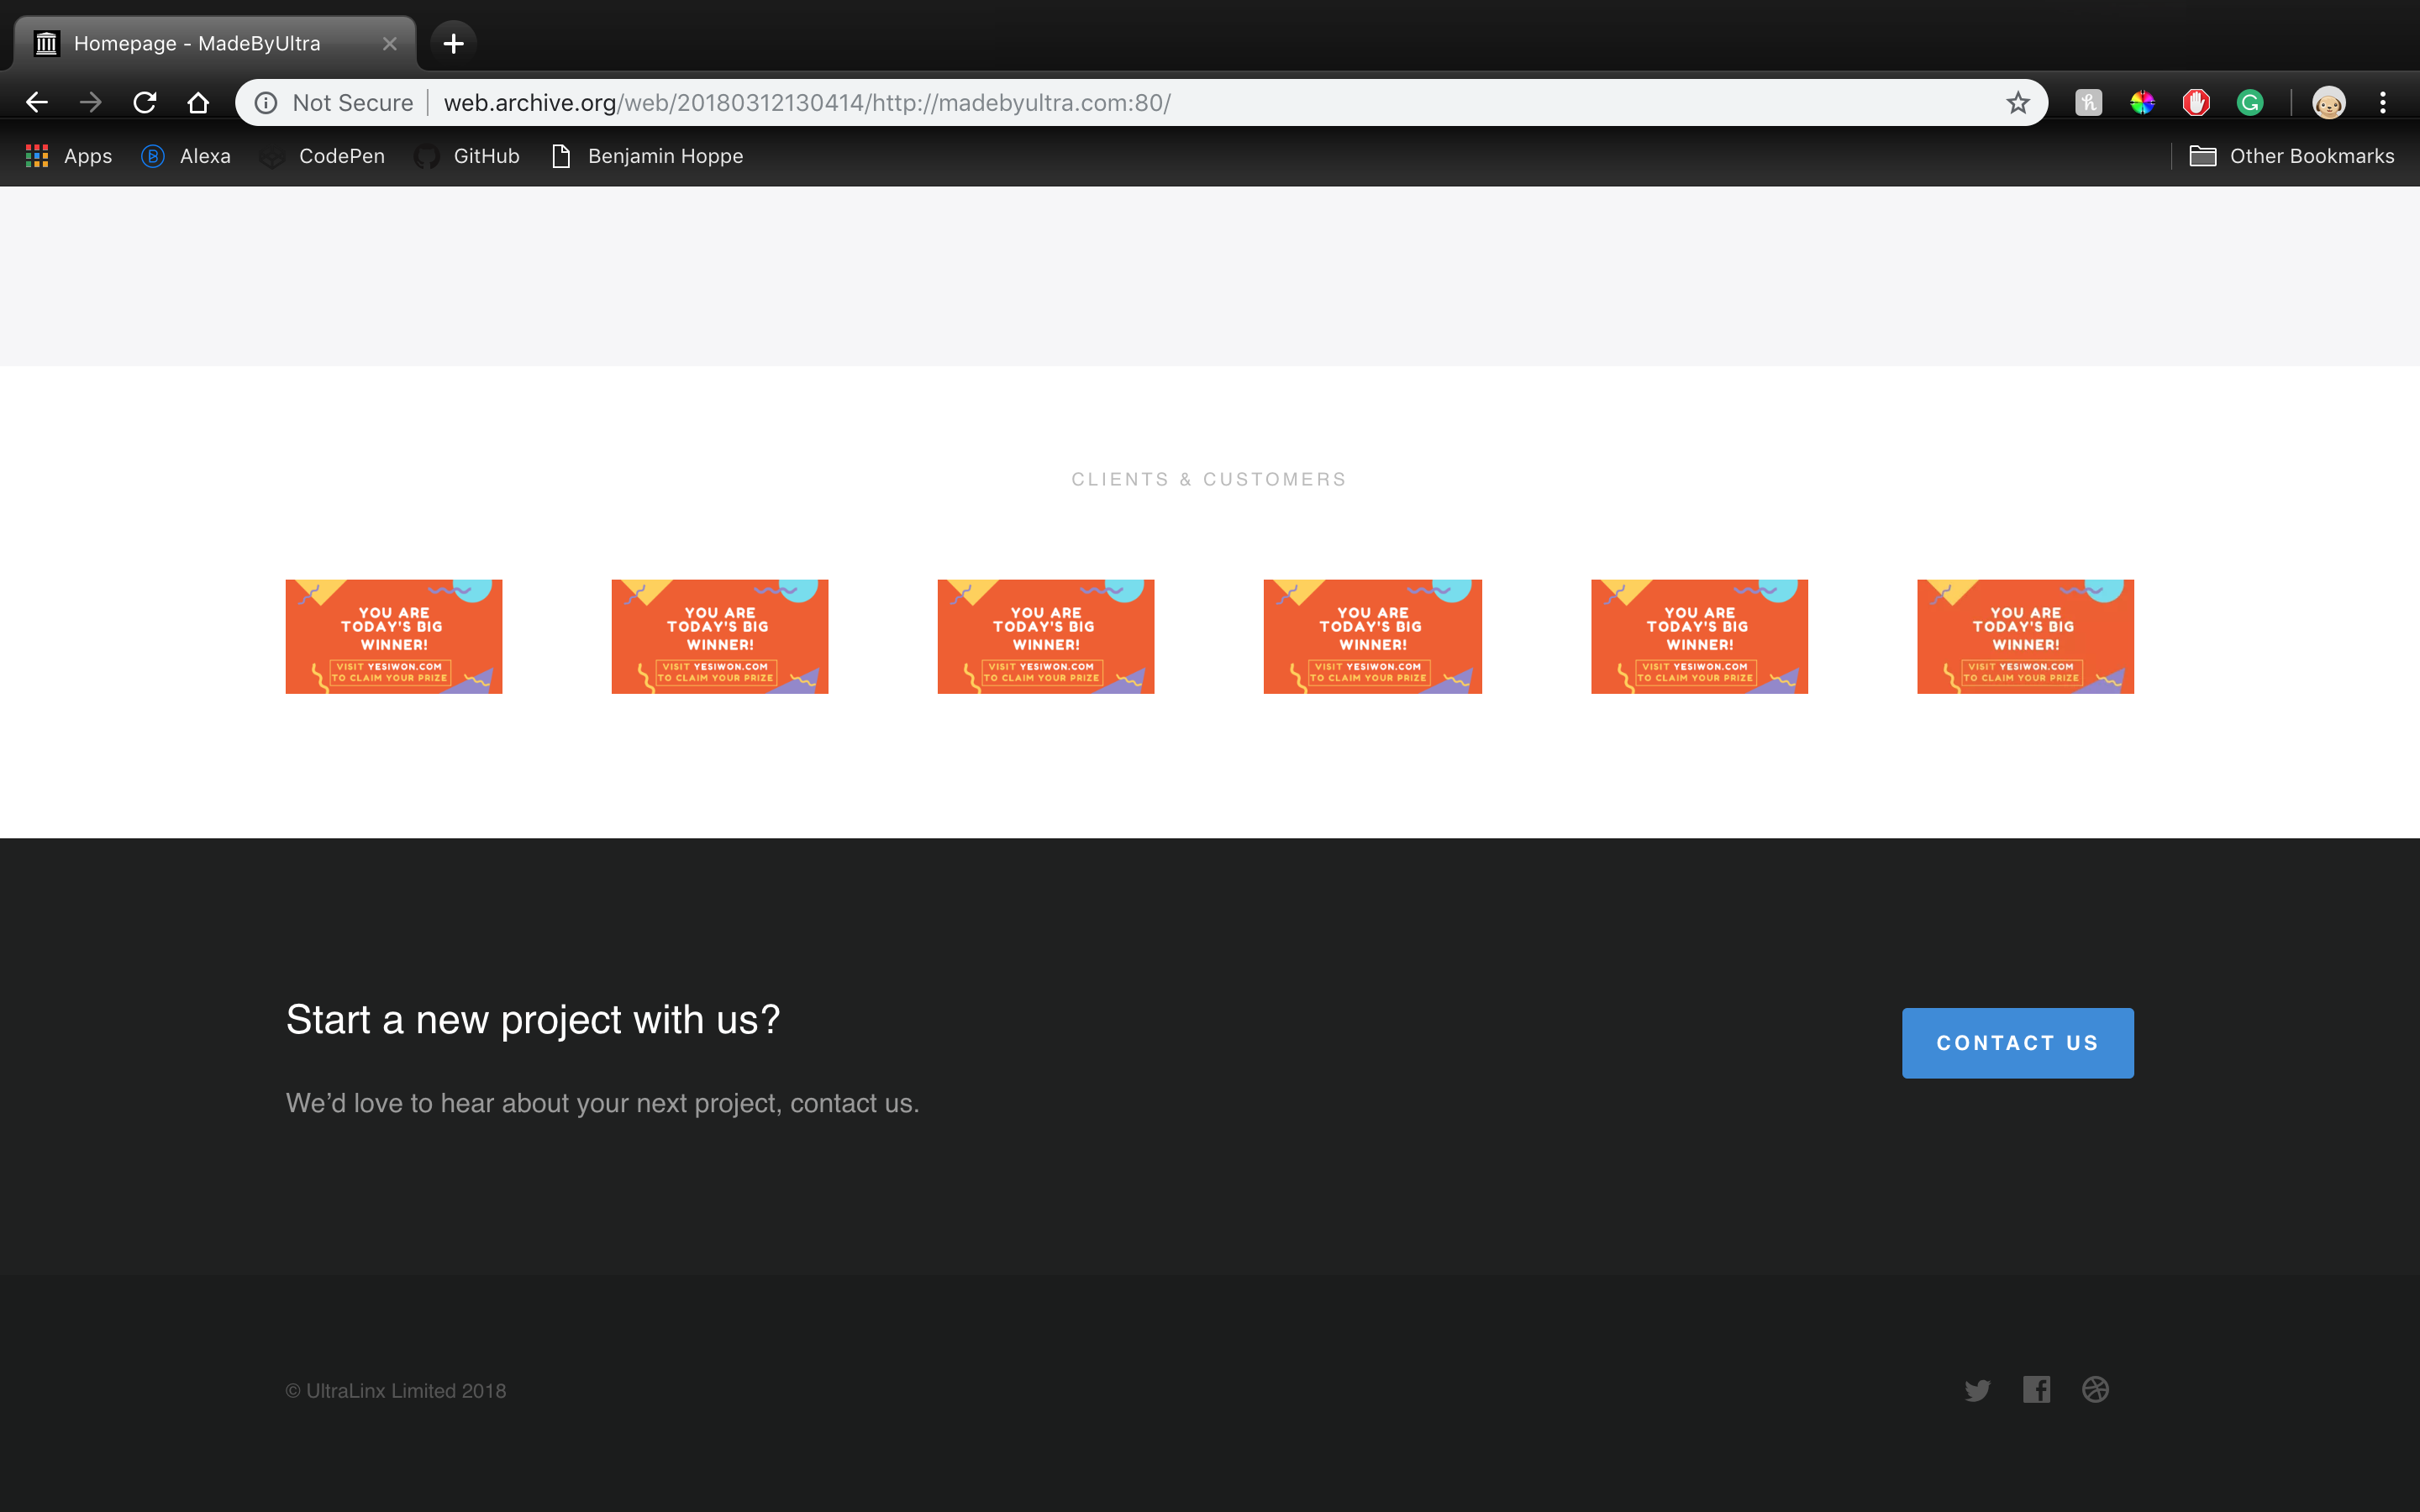 Homepage - MadeByUltra
Not Secure web.archive.org/web/20180312130414/http://madebyultra.com:80/
Apps Alexa CodePen GitHub Benjamin Hoppe Other Bookmarks
CLIENTS & CUSTOMERS
YOU ARE
TODAY'S BIG
WINNER!
VISIT YESIWON.COM
TO CLAIM YOUR PRIZE
YOU ARE
TODAY'S BIG
WINNER!
VISIT YESIWON.COM
TO CLAIM YOUR PRIZE
YOU ARE
TODAY'S BIG
WINNER!
VISIT YESIWON.COM
TO CLAIM YOUR PRIZE
YOU ARE
TODAY'S BIG
WINNER!
VISIT YESIWON.COM
TO CLAIM YOUR PRIZE
YOU ARE
TODAY'S BIG
WINNER!
VISIT YESIWON.COM
TO CLAIM YOUR PRIZE
YOU ARE
TODAY'S BIG
WINNER!
VISIT YESIWON.COM
TO CLAIM YOUR PRIZE
Start a new project with us?
CONTACT US
We’d love to hear about your next project, contact us.
© UltraLinx Limited 2018